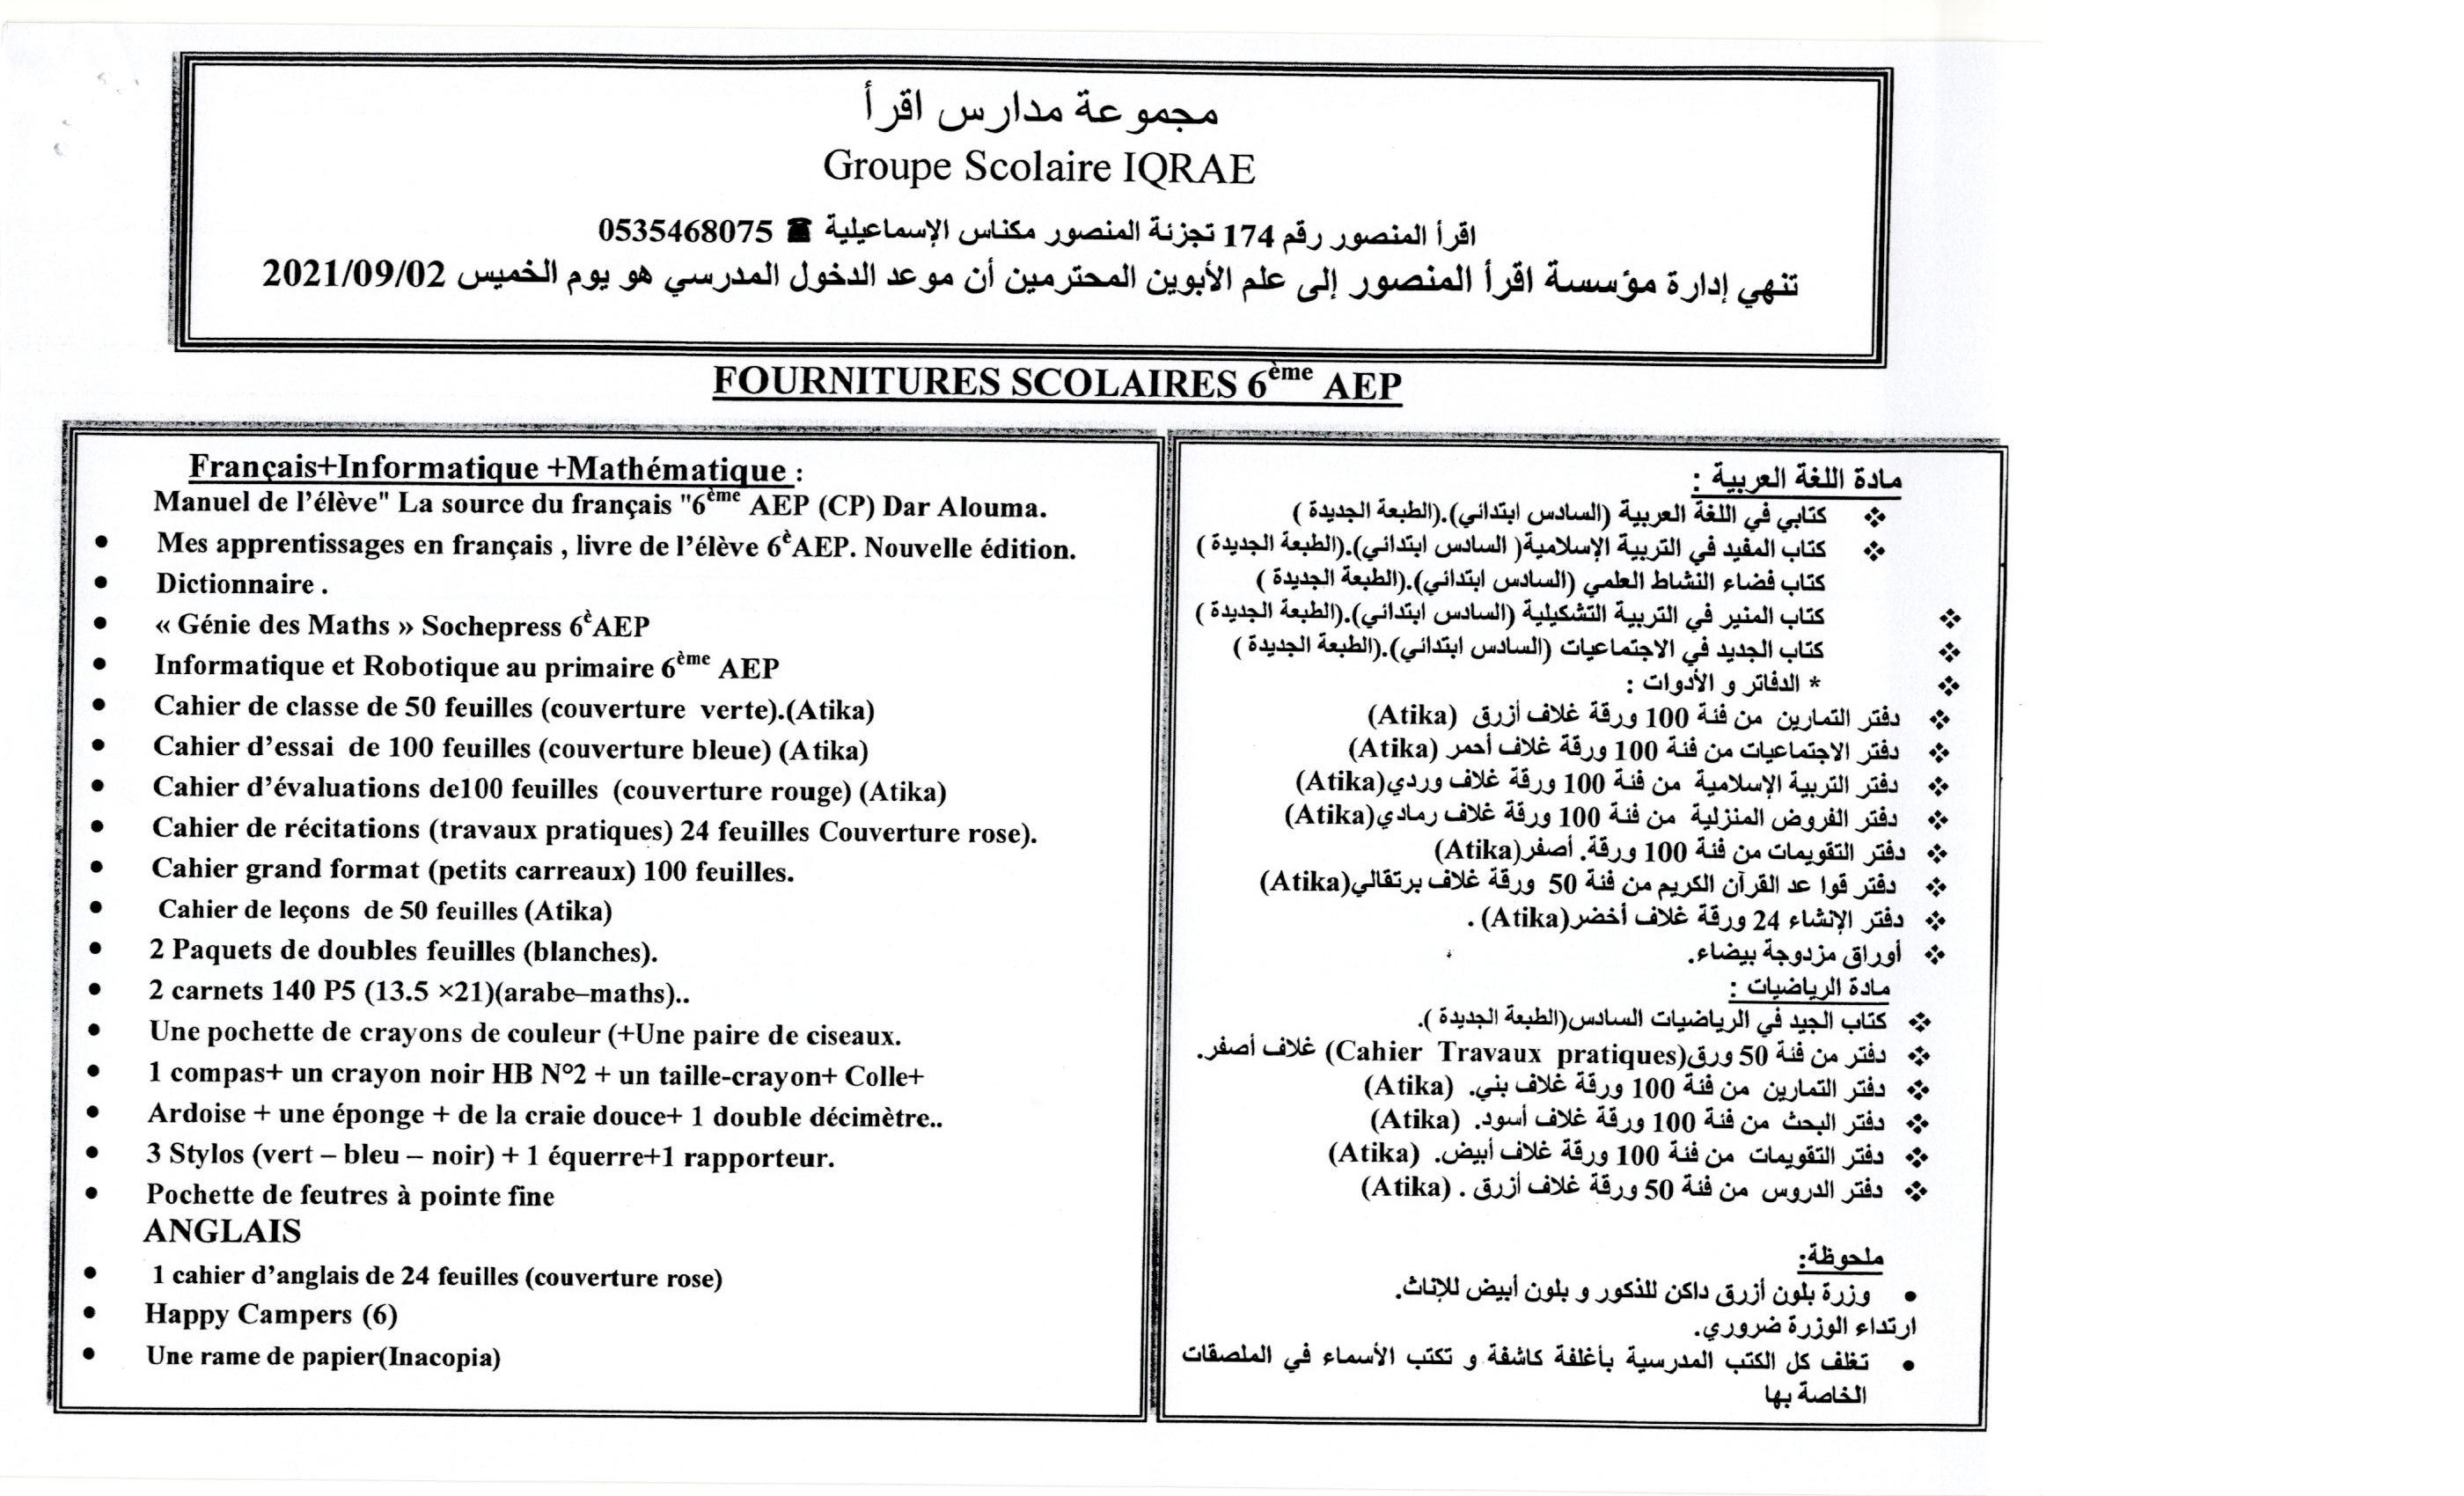 مجموعة مدارس اقرأ
Groupe Scolaire IQRAE
اقرأ المنصور رقم 174 تجزئة المنصور مكناس الإسماعيلية ☎ 0535468075
تنهي إدارة مؤسسة اقرأ المنصور إلى علم الأبوين المحترمين أن موعد الدخول المدرسي هو يوم الخميس 2021/09/02
FOURNITURES SCOLAIRES 6ème AEP
Français+Informatique +Mathématique :
Manuel de l'élève" La source du français "6ème AEP (CP) Dar Alouma.
• Mes apprentissages en français , livre de l'élève 6è AEP. Nouvelle édition.
• Dictionnaire .
• « Génie des Maths » Sochepress 6è AEP
• Informatique et Robotique au primaire 6ème AEP
• Cahier de classe de 50 feuilles (couverture verte).(Atika)
• Cahier d'essai de 100 feuilles (couverture bleue) (Atika)
• Cahier d'évaluations de100 feuilles (couverture rouge) (Atika)
• Cahier de récitations (travaux pratiques) 24 feuilles Couverture rose).
• Cahier grand format (petits carreaux) 100 feuilles.
• Cahier de leçons de 50 feuilles (Atika)
• 2 Paquets de doubles feuilles (blanches).
• 2 carnets 140 P5 (13.5 ×21)(arabe–maths)..
• Une pochette de crayons de couleur (+Une paire de ciseaux.
• 1 compas+ un crayon noir HB N°2 + un taille-crayon+ Colle+
• Ardoise + une éponge + de la craie douce+ 1 double décimètre..
• 3 Stylos (vert – bleu – noir) + 1 équerre+1 rapporteur.
• Pochette de feutres à pointe fine
ANGLAIS
• 1 cahier d'anglais de 24 feuilles (couverture rose)
• Happy Campers (6)
• Une rame de papier(Inacopia)
مادة اللغة العربية :
❖ كتابي في اللغة العربية (السادس ابتدائي).(الطبعة الجديدة )
❖ كتاب المفيد في التربية الإسلامية( السادس ابتدائي).(الطبعة الجديدة )
كتاب فضاء النشاط العلمي (السادس ابتدائي).(الطبعة الجديدة )
❖ كتاب المنير في التربية التشكيلية (السادس ابتدائي).(الطبعة الجديدة )
❖ كتاب الجديد في الاجتماعيات (السادس ابتدائي).(الطبعة الجديدة )
❖ * الدفاتر و الأدوات :
❖ دفتر التمارين من فئة 100 ورقة غلاف أزرق (Atika)
❖ دفتر الاجتماعيات من فئة 100 ورقة غلاف أحمر (Atika)
❖ دفتر التربية الإسلامية من فئة 100 ورقة غلاف وردي(Atika)
❖ دفتر الفروض المنزلية من فئة 100 ورقة غلاف رمادي(Atika)
❖ دفتر التقويمات من فئة 100 ورقة. أصفر(Atika)
❖ دفتر قوا عد القرآن الكريم من فئة 50 ورقة غلاف برتقالي(Atika)
❖ دفتر الإنشاء 24 ورقة غلاف أخضر(Atika) .
❖ أوراق مزدوجة بيضاء.
مادة الرياضيات :
❖ كتاب الجيد في الرياضيات السادس(الطبعة الجديدة ).
❖ دفتر من فئة 50 ورق(Cahier Travaux pratiques) غلاف أصفر.
❖ دفتر التمارين من فئة 100 ورقة غلاف بني. (Atika)
❖ دفتر البحث من فئة 100 ورقة غلاف أسود. (Atika)
❖ دفتر التقويمات من فئة 100 ورقة غلاف أبيض. (Atika)
❖ دفتر الدروس من فئة 50 ورقة غلاف أزرق . (Atika)
ملحوظة:
• وزرة بلون أزرق داكن للذكور و بلون أبيض للإناث.
ارتداء الوزرة ضروري.
• تغلف كل الكتب المدرسية بأغلفة كاشفة و تكتب الأسماء في الملصقات
الخاصة بها